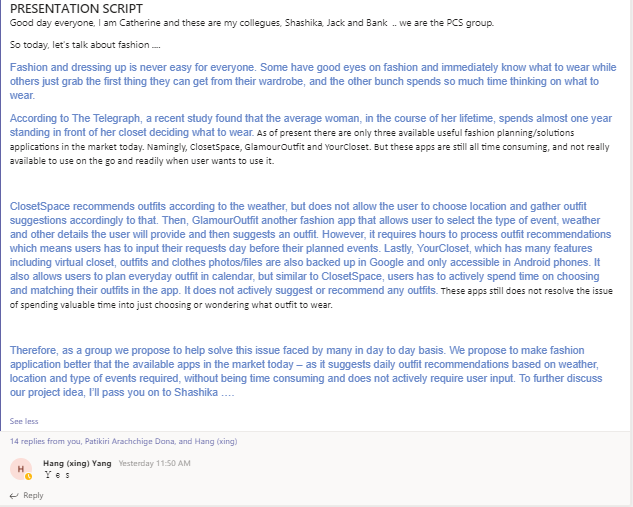 PRESENTATION SCRIPT
Good day everyone, I am Catherine and these are my collegues, Shashika, Jack and Bank .. we are the PCS group.
So today, let's talk about fashion ....
Fashion and dressing up is never easy for everyone. Some have good eyes on fashion and immediately know what to wear while
others just grab the first thing they can get from their wardrobe, and the other bunch spends so much time thinking on what to
wear.
According to The Telegraph, a recent study found that the average woman, in the course of her lifetime, spends almost one year
standing in front of her closet deciding what to wear. As of present there are only three available useful fashion planning/solutions
applications in the market today. Namingly, ClosetSpace, GlamourOutfit and YourCloset. But these apps are still all time consuming, and not really
available to use on the go and readily when user wants to use it.
ClosetSpace recommends outfits according to the weather, but does not allow the user to choose location and gather outfit
suggestions accordingly to that. Then, GlamourOutfit another fashion app that allows user to select the type of event, weather
and other details the user will provide and then suggests an outfit. However, it requires hours to process outfit recommendations
which means users has to input their requests day before their planned events. Lastly, YourCloset, which has many features
including virtual closet, outfits and clothes photos/files are also backed up in Google and only accessible in Android phones. It
also allows users to plan everyday outfit in calendar, but similar to ClosetSpace, users has to actively spend time on choosing
and matching their outfits in the app. It does not actively suggest or recommend any outfits. These apps still does not resolve the issue
of spending valuable time into just choosing or wondering what outfit to wear.
Therefore, as a group we propose to help solve this issue faced by many in day to day basis. We propose to make fashion
application better that the available apps in the market today – as it suggests daily outfit recommendations based on weather,
location and type of events required, without being time consuming and does not actively require user input. To further discuss
our project idea, I'll pass you on to Shashika ....
See less
14 replies from you, Patikiri Arachchige Dona, and Hang (xing)
H
Hang (xing) Yang Yesterday 11:50 AM
Y e s
Reply